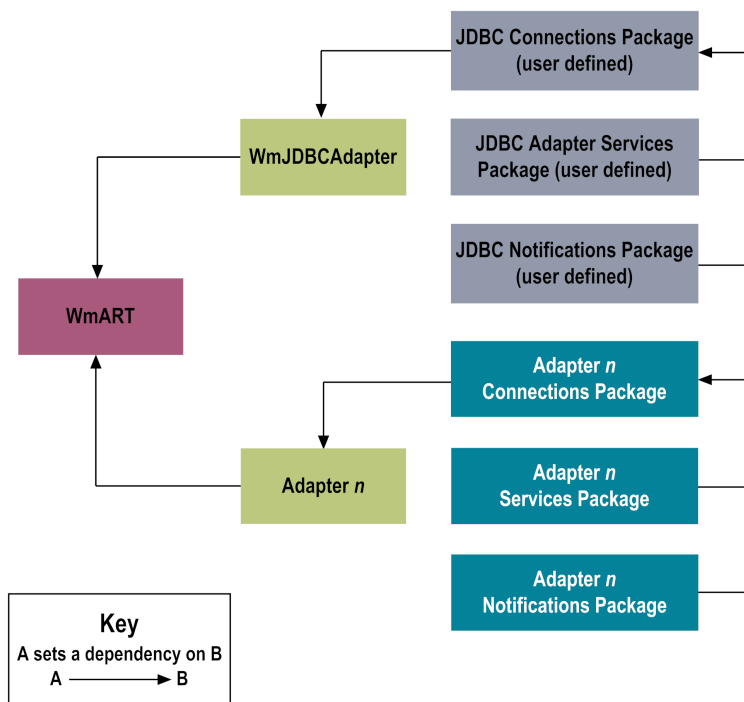 JDBC Connections Package
(user defined)
WmJDBCAdapter
JDBC Adapter Services
Package (user defined)
JDBC Notifications Package
(user defined)
WmART
Adapter n
Connections Package
Adapter n
Adapter n
Services Package
Adapter n
Notifications Package
Key
A sets a dependency on B
A B